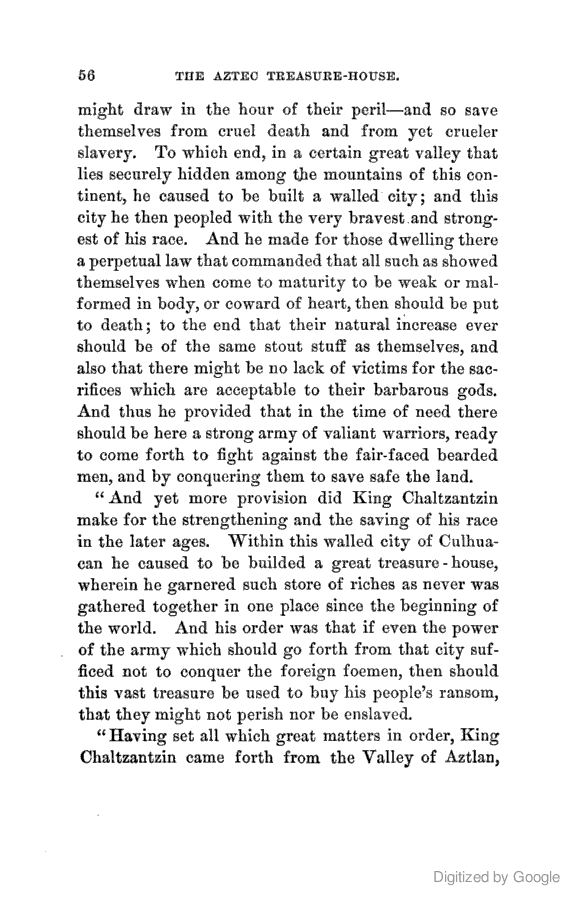 56 THE AZTEC TREASURE-HOUSE.
might draw in the hour of their peril—and so save
themselves from cruel death and from yet crueler
slavery. To which end, in a certain great valley that
lies securely hidden among the mountains of this con-
tinent, he caused to be built a walled city; and this
city he then peopled with the very bravest and strong-
est of his race. And he made for those dwelling there
a perpetual law that commanded that all such as showed
themselves when come to maturity to be weak or mal-
formed in body, or coward of heart, then should be put
to death; to the end that their natural increase ever
should be of the same stout stuff as themselves, and
also that there might be no lack of victims for the sac-
rifices which are acceptable to their barbarous gods.
And thus he provided that in the time of need there
should be here a strong army of valiant warriors, ready
to come forth to fight against the fair-faced bearded
men, and by conquering them to save safe the land.
"And yet more provision did King Chaltzantzin
make for the strengthening and the saving of his race
in the later ages. Within this walled city of Culhua-
can he caused to be builded a great treasure-house,
wherein he garnered such store of riches as never was
gathered together in one place since the beginning of
the world. And his order was that if even the power
of the army which should go forth from that city suf-
ficed not to conquer the foreign foemen, then should
this vast treasure be used to buy his people's ransom,
that they might not perish nor be enslaved.
"Having set all which great matters in order, King
Chaltzantzin came forth from the Valley of Aztlan,
Digitized by Google